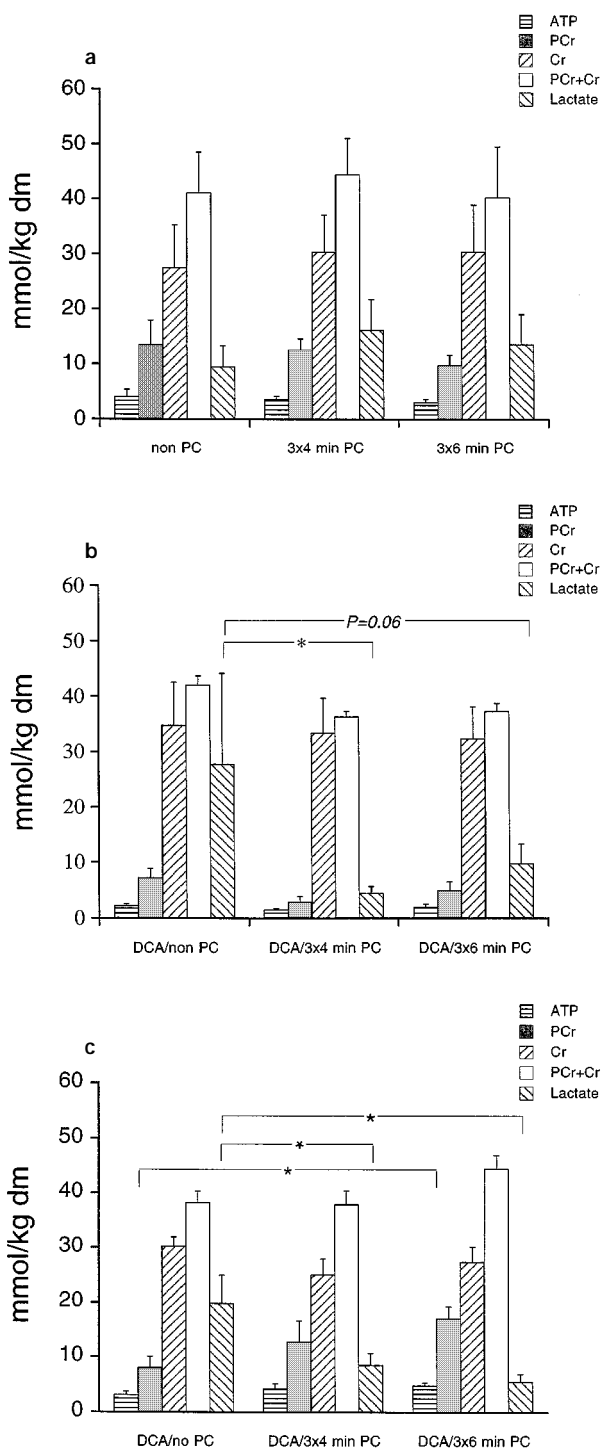 ATP
PCr
Cr
PCr+Cr
Lactate
a
60
50
40
30
20
10
0
mmol/kg dm
non PC
3x4 min PC
3x6 min PC
ATP
PCr
Cr
PCr+Cr
Lactate
b
60
50
40
30
20
10
0
mmol/kg dm
P=0.06
*
DCA/non PC
DCA/3x4 min PC
DCA/3x6 min PC
ATP
PCr
Cr
PCr+Cr
Lactate
c
60
50
40
30
20
10
0
mmol/kg dm
*
*
*
DCA/no PC
DCA/3x4 min PC
DCA/3x6 min PC